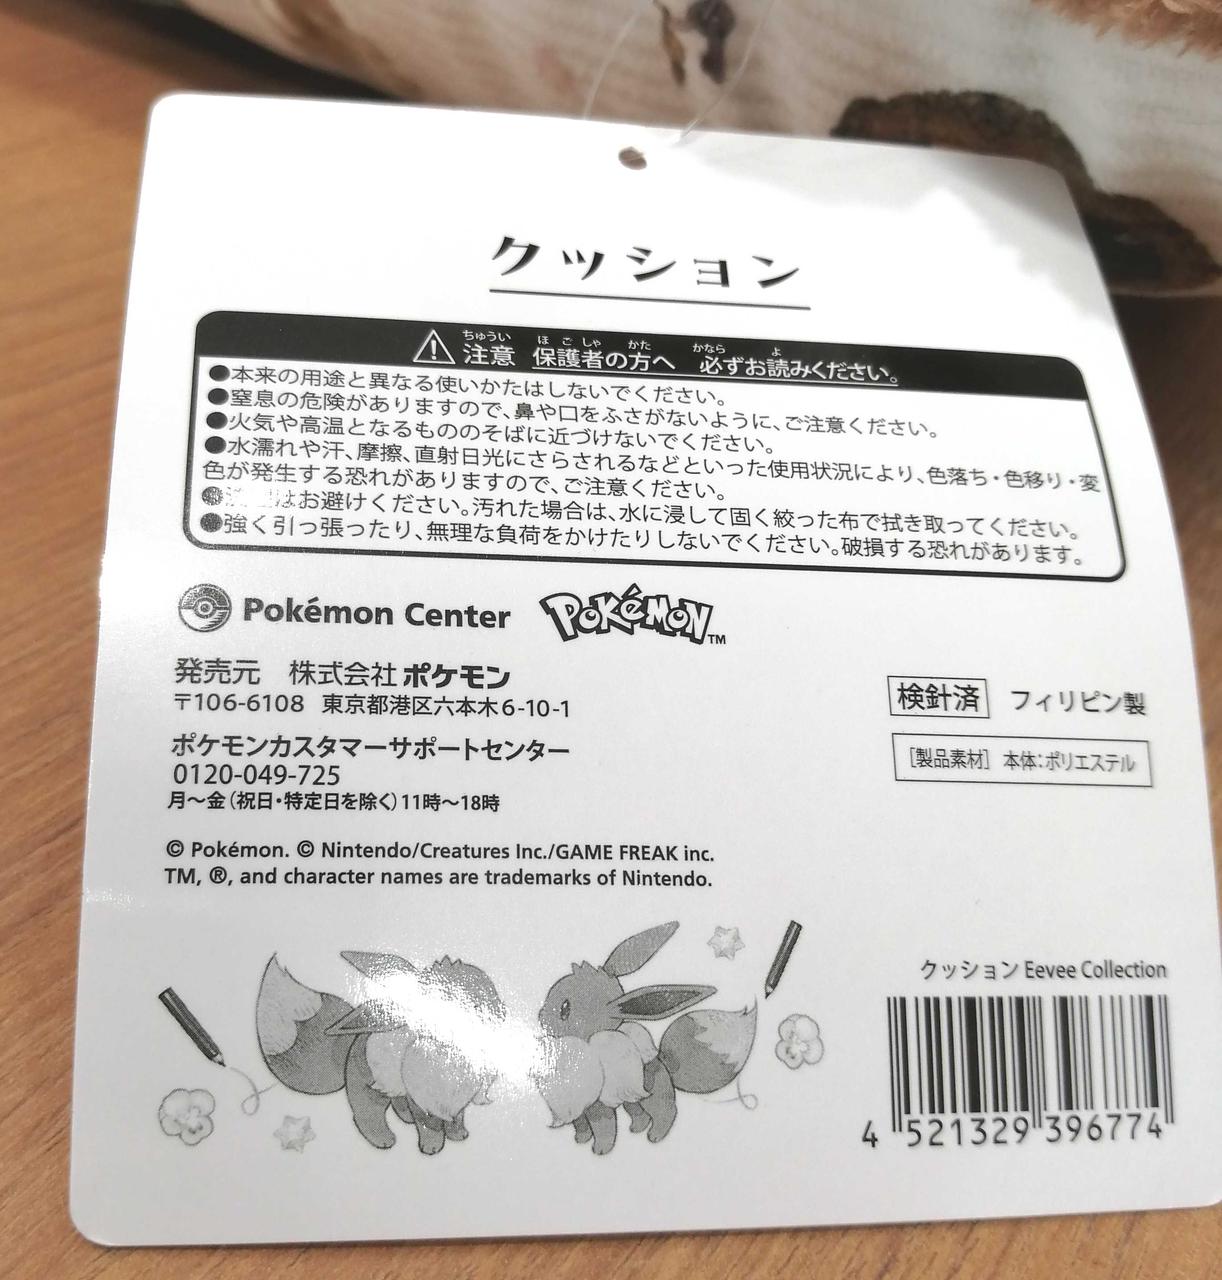 クッション
注意 保護者の方へ 必ずお読みください。
●本来の用途と異なる使いかたはしないでください。
●窒息の危険がありますので、鼻や口をふさがないように、ご注意ください。
●火気や高温となるもののそばに近づけないでください。
●水濡れや汗、摩擦、直射日光にさらされるなどといった使用状況により、色落ち・色移り・変
色が発生する恐れがありますので、ご注意ください。
はお避けください。汚れた場合は、水に浸して固く絞った布で拭き取ってください。
●強く引っ張ったり、無理な負荷をかけたりしないでください。破損する恐れがあります。
Pokémon Center POKéMON™
発売元 株式会社ポケモン
〒106-6108 東京都港区六本木6-10-1
検針済 フィリピン製
ポケモンカスタマーサポートセンター
0120-049-725
月〜金(祝日・特定日を除く)11時〜18時
[製品素材] 本体:ポリエステル
© Pokémon. © Nintendo/Creatures Inc./GAME FREAK inc.
TM, ®, and character names are trademarks of Nintendo.
クッション Eevee Collection
4 521329 396774